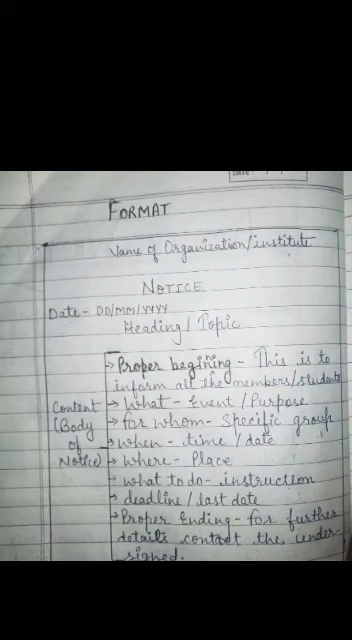 DATE: / /
FORMAT
Name of Organization/institute
NOTICE
Date - DD/MM/YYYY
Heading / Topic
→ Proper begining - This is to
inform all the members/students
→ What - Event / Purpose
Content
(Body
of
Notice)
→ for whom - Specific group
→ when - time / date
→ Where - Place
- what to do - instruction
→ deadline / last date
→ Proper Ending - for further
details contact the under-
signed.